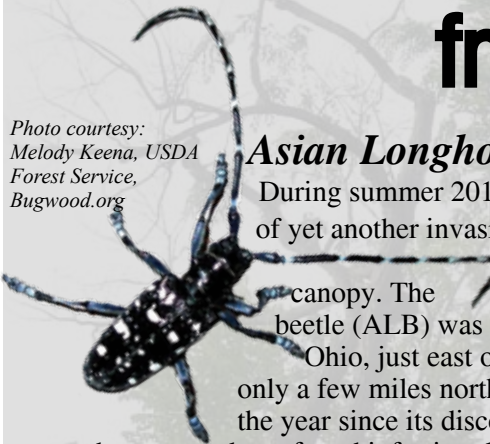 fr
Photo courtesy:
Melody Keena, USDA
Forest Service,
Bugwood.org
Asian Longho
During summer 201
of yet another invasi
canopy. The
beetle (ALB) was
Ohio, just east o
only a few miles north
the year since its disco